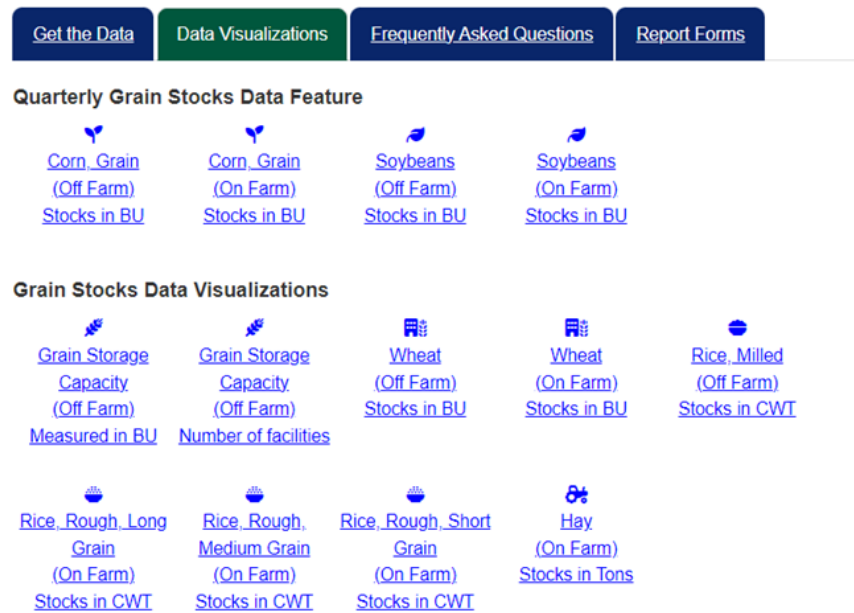 Get the Data
Data Visualizations
Frequently Asked Questions
Report Forms
Quarterly Grain Stocks Data Feature
Corn, Grain
(Off Farm)
Stocks in BU
Corn, Grain
(On Farm)
Stocks in BU
Soybeans
(Off Farm)
Stocks in BU
Soybeans
(On Farm)
Stocks in BU
Grain Stocks Data Visualizations
Grain Storage
Capacity
(Off Farm)
Measured in BU
Grain Storage
Capacity
(Off Farm)
Number of facilities
Wheat
(Off Farm)
Stocks in BU
Wheat
(On Farm)
Stocks in BU
Rice, Milled
(Off Farm)
Stocks in CWT
Rice, Rough, Long
Grain
(On Farm)
Stocks in CWT
Rice, Rough,
Medium Grain
(On Farm)
Stocks in CWT
Rice, Rough, Short
Grain
(On Farm)
Stocks in CWT
Hay
(On Farm)
Stocks in Tons